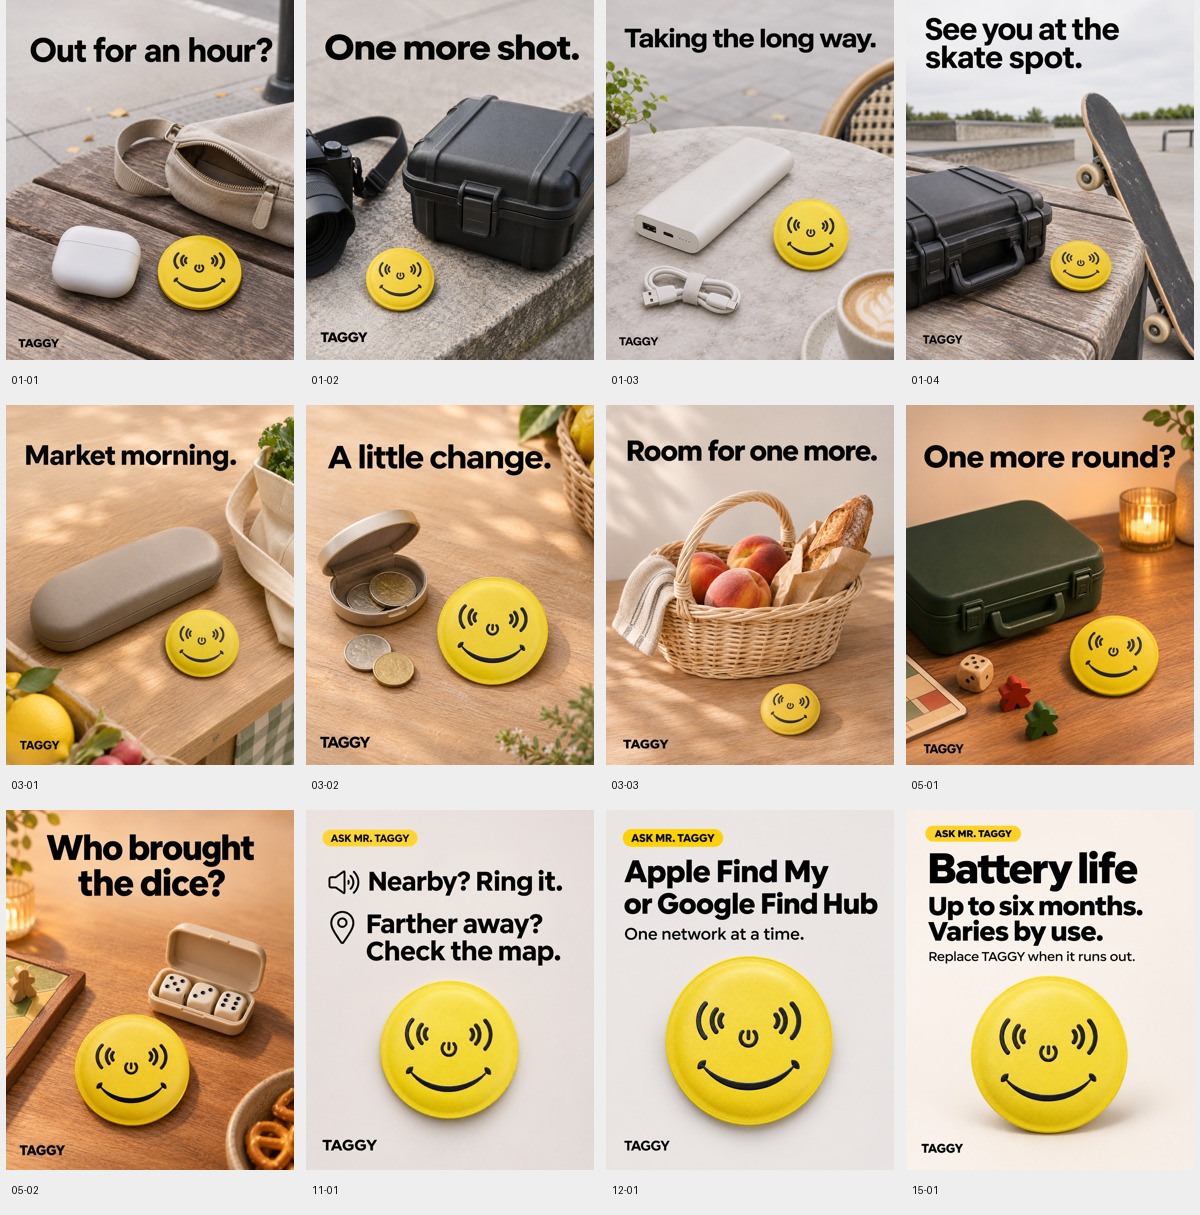 Out for an hour?
TAGGY
01-01
One more shot.
TAGGY
01-02
Taking the long way.
TAGGY
01-03
See you at the
skate spot.
TAGGY
01-04
Market morning.
TAGGY
03-01
A little change.
TAGGY
03-02
Room for one more.
TAGGY
03-03
One more round?
TAGGY
05-01
Who brought
the dice?
TAGGY
05-02
ASK MR. TAGGY
Nearby? Ring it.
Farther away?
Check the map.
TAGGY
11-01
ASK MR. TAGGY
Apple Find My
or Google Find Hub
One network at a time.
TAGGY
12-01
ASK MR. TAGGY
Battery life
Up to six months.
Varies by use.
Replace TAGGY when it runs out.
TAGGY
15-01